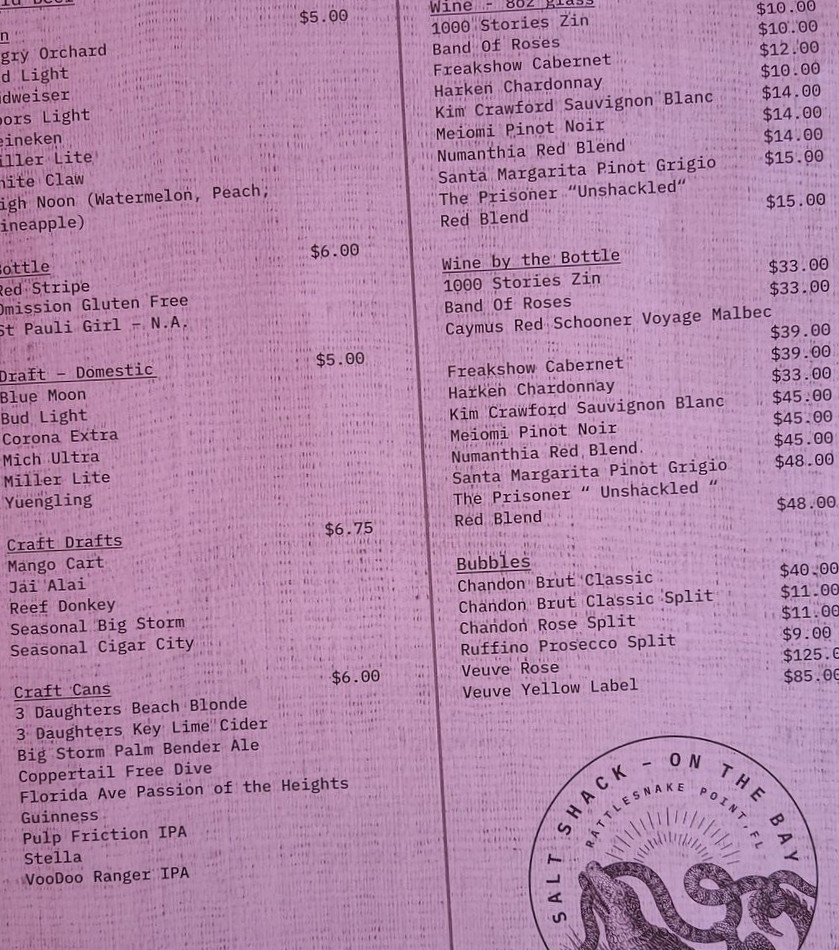 $5.00
gry Orchard
d Light
dweiser
ors Light
eineken
iller Lite
hite Claw
igh Noon (Watermelon, Peach,
ineapple)
ottle $6.00
Red Stripe
Omission Gluten Free
St Pauli Girl – N.A.
Draft – Domestic $5.00
Blue Moon
Bud Light
Corona Extra
Mich Ultra
Miller Lite
Yuengling
Craft Drafts $6.75
Mango Cart
Jai Alai
Reef Donkey
Seasonal Big Storm
Seasonal Cigar City
Craft Cans $6.00
3 Daughters Beach Blonde
3 Daughters Key Lime Cider
Big Storm Palm Bender Ale
Coppertail Free Dive
Florida Ave Passion of the Heights
Guinness
Pulp Friction IPA
Stella
VooDoo Ranger IPA
Wine - 8oz glass
1000 Stories Zin $10.00
Band Of Roses $10.00
Freakshow Cabernet $12.00
Harken Chardonnay $10.00
Kim Crawford Sauvignon Blanc $14.00
Meiomi Pinot Noir $14.00
Numanthia Red Blend $14.00
Santa Margarita Pinot Grigio $15.00
The Prisoner “Unshackled”
Red Blend $15.00
Wine by the Bottle
1000 Stories Zin $33.00
Band Of Roses $33.00
Caymus Red Schooner Voyage Malbec
$39.00
Freakshow Cabernet $39.00
Harken Chardonnay $33.00
Kim Crawford Sauvignon Blanc $45.00
Meiomi Pinot Noir $45.00
Numanthia Red Blend $45.00
Santa Margarita Pinot Grigio $48.00
The Prisoner “ Unshackled “
Red Blend $48.00
Bubbles
Chandon Brut Classic $40.00
Chandon Brut Classic Split $11.00
Chandon Rose Split $11.00
Ruffino Prosecco Split $9.00
Veuve Rose $125.0
Veuve Yellow Label $85.00
SALT SHACK – ON THE BAY
RATTLESNAKE POINT, FL